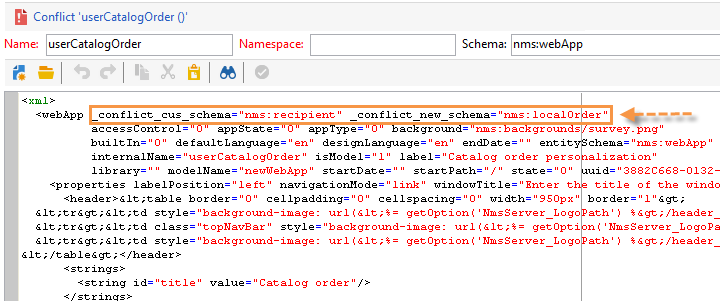 Conflict 'userCatalogOrder ()'
Name: userCatalogOrder Namespace: Schema: nms:webApp
<xml>
<webApp _conflict_cus_schema="nms:recipient" _conflict_new_schema="nms:localOrder"
accessControl="0" appState="0" appType="0" background="nms:backgrounds/survey.png"
builtIn="0" defaultLanguage="en" designLanguage="en" endDate="" entitySchema="nms:webApp"
internalName="userCatalogOrder" isModel="1" label="Catalog order personalization"
library="" modelName="newWebApp" startDate="" startPath="/" state="0" uuid="3882C668-0132-
<properties labelPosition="left" navigationMode="link" windowTitle="Enter the title of the windo
<header>&lt;table border="0" cellpadding="0" cellspacing="0" width="950px" border="1"&gt;
&lt;tr&gt;&lt;td style="background-image: url(&lt;%= getOption('NmsServer_LogoPath') %&gt;/header_
&lt;tr&gt;&lt;td class="topNavBar" style="background-image: url(&lt;%= getOption('NmsServer_LogoPa
&lt;tr&gt;&lt;td style="background-image: url(&lt;%= getOption('NmsServer_LogoPath') %&gt;/header_
&lt;/table&gt;</header>
<strings>
<string id="title" value="Catalog order"/>
</strings>